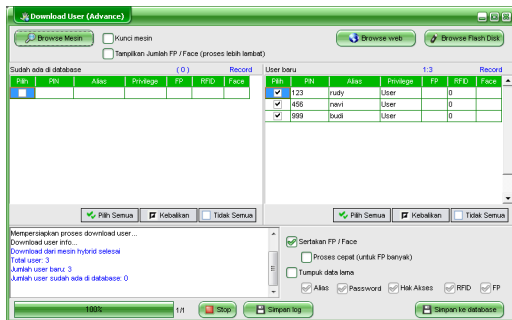 Download User (Advance)
Browse Mesin
Kunci mesin
Tampilkan Jumlah FP / Face (proses lebih lambat)
Browse web
Browse Flash Disk
Sudah ada di database ( 0 ) Record
Pilih PIN Alias Privilege FP RFID Face
User baru 1:3 Record
Pilih PIN Alias Privilege FP RFID Face
123 rudy User 0
456 navi User 0
999 budi User 0
Pilih Semua Kebalikan Tidak Semua
Pilih Semua Kebalikan Tidak Semua
Mempersiapkan proses download user...
Download user info...
Download dari mesin hybrid selesai
Total user: 3
Jumlah user baru: 3
Jumlah user sudah ada di database: 0
Sertakan FP / Face
Proses cepat (untuk FP banyak)
Tumpuk data lama
Alias Password Hak Akses RFID FP
100% 1/1 Stop Simpan log Simpan ke database